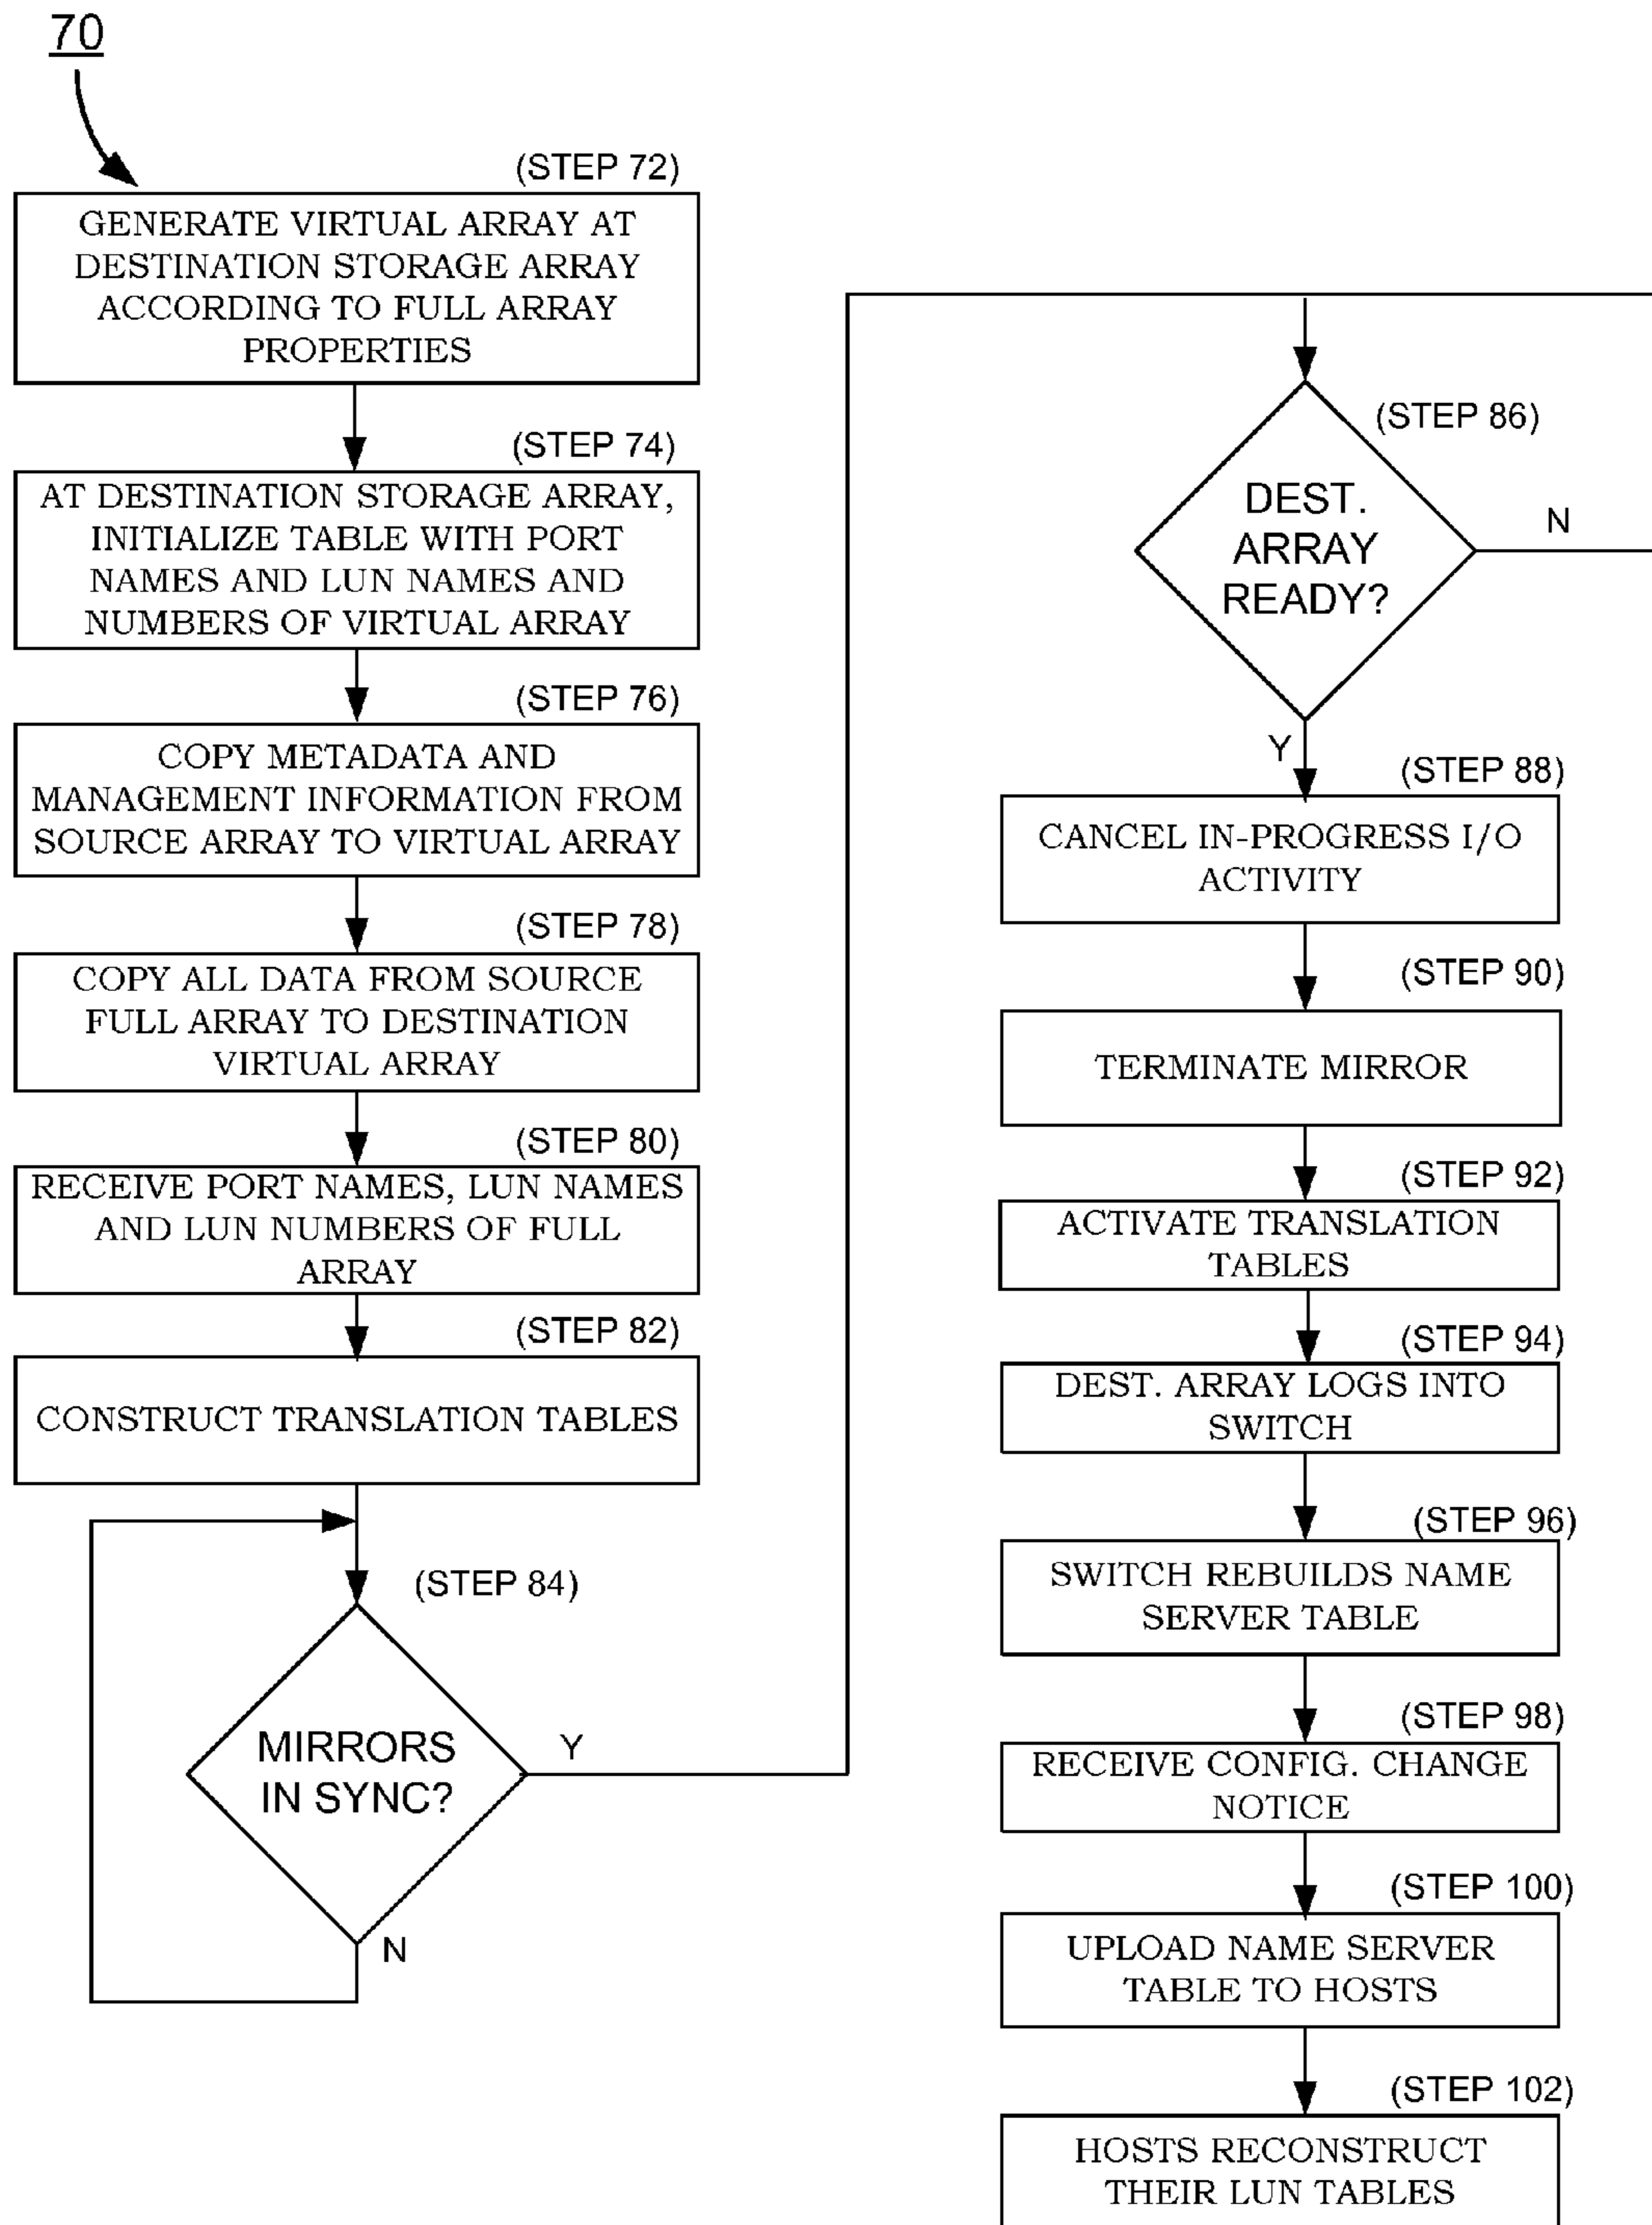 70
(STEP 72)
GENERATE VIRTUAL ARRAY AT
DESTINATION STORAGE ARRAY
ACCORDING TO FULL ARRAY
PROPERTIES
(STEP 74)
AT DESTINATION STORAGE ARRAY,
INITIALIZE TABLE WITH PORT
NAMES AND LUN NAMES AND
NUMBERS OF VIRTUAL ARRAY
(STEP 76)
COPY METADATA AND
MANAGEMENT INFORMATION FROM
SOURCE ARRAY TO VIRTUAL ARRAY
(STEP 78)
COPY ALL DATA FROM SOURCE
FULL ARRAY TO DESTINATION
VIRTUAL ARRAY
(STEP 80)
RECEIVE PORT NAMES, LUN NAMES
AND LUN NUMBERS OF FULL
ARRAY
(STEP 82)
CONSTRUCT TRANSLATION TABLES
(STEP 84)
MIRRORS
IN SYNC?
Y
N
(STEP 86)
DEST.
ARRAY
READY?
N
Y
(STEP 88)
CANCEL IN-PROGRESS I/O
ACTIVITY
(STEP 90)
TERMINATE MIRROR
(STEP 92)
ACTIVATE TRANSLATION
TABLES
(STEP 94)
DEST. ARRAY LOGS INTO
SWITCH
(STEP 96)
SWITCH REBUILDS NAME
SERVER TABLE
(STEP 98)
RECEIVE CONFIG. CHANGE
NOTICE
(STEP 100)
UPLOAD NAME SERVER
TABLE TO HOSTS
(STEP 102)
HOSTS RECONSTRUCT
THEIR LUN TABLES